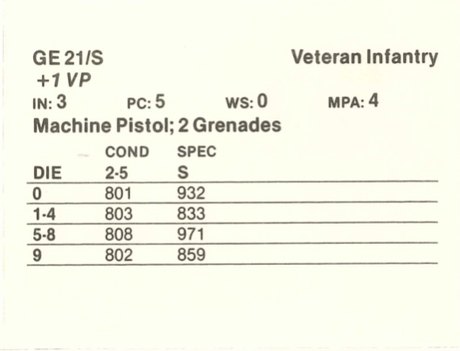 GE 21/S Veteran Infantry
+1 VP
IN: 3 PC: 5 WS: 0 MPA: 4
Machine Pistol; 2 Grenades
COND SPEC
DIE 2-5 S
0 801 932
1-4 803 833
5-8 808 971
9 802 859